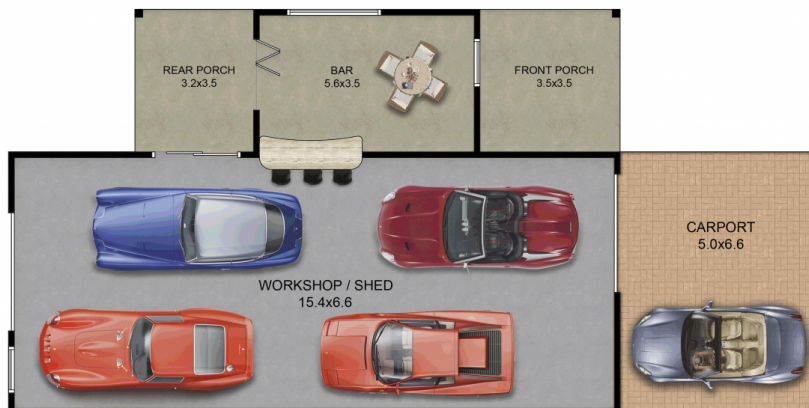 REAR PORCH
3.2x3.5
BAR
5.6x3.5
FRONT PORCH
3.5x3.5
CARPORT
5.0x6.6
WORKSHOP / SHED
15.4x6.6